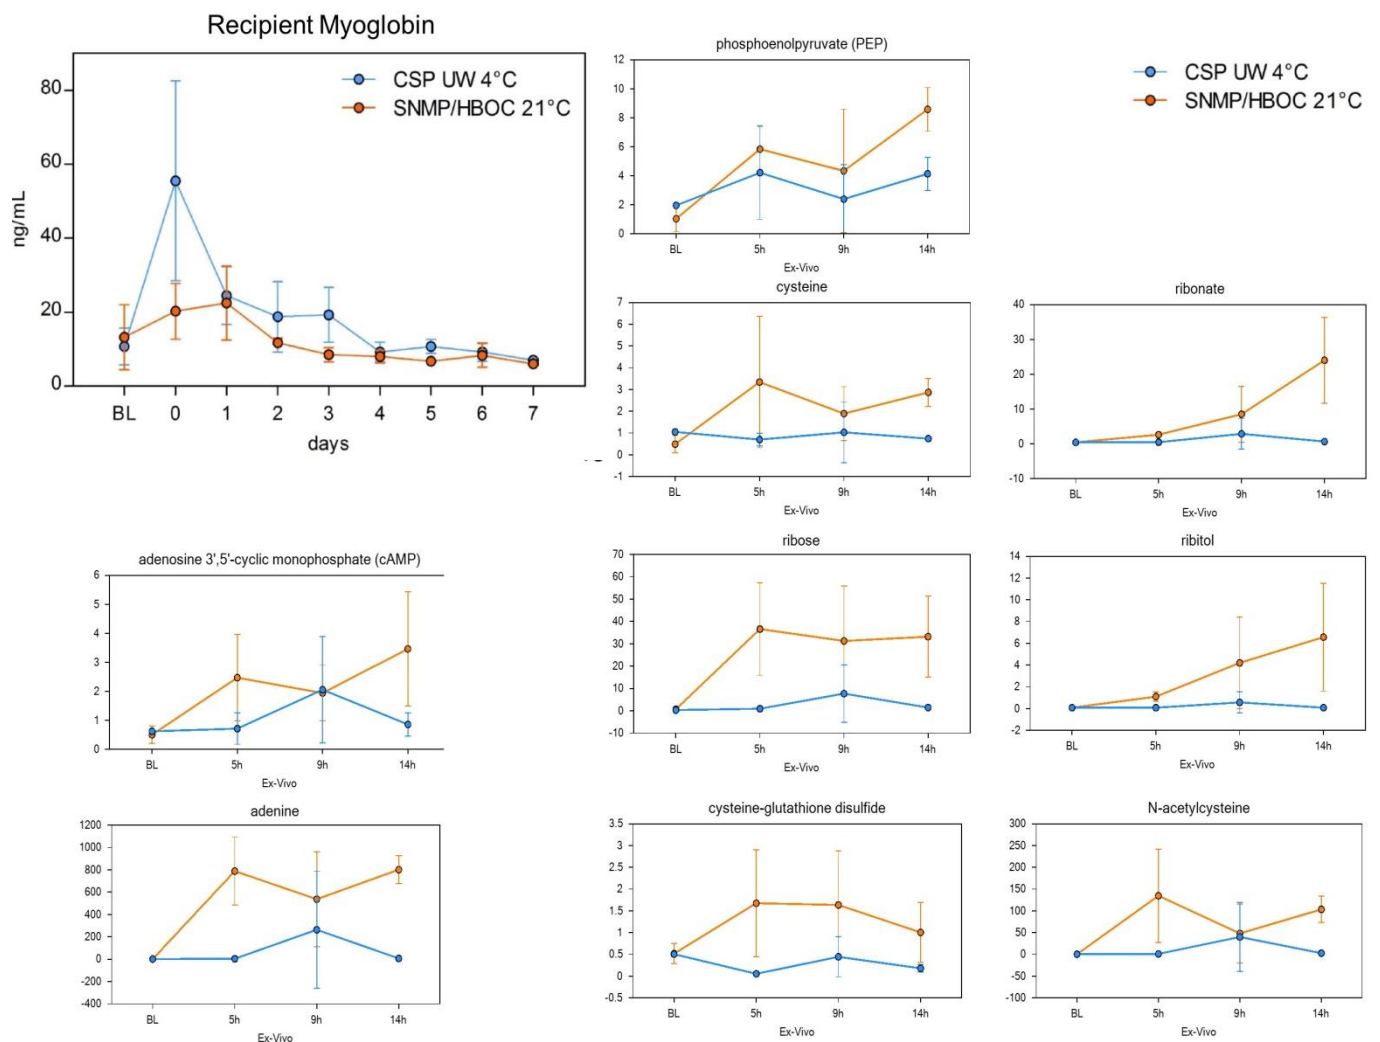 Recipient Myoglobin
CSP UW 4°C
SNMP/HBOC 21°C
ng/mL
80
60
40
20
0
BL 0 1 2 3 4 5 6 7
days
phosphoenolpyruvate (PEP)
12
10
8
6
4
2
0
BL 5h 9h 14h
Ex-Vivo
CSP UW 4°C
SNMP/HBOC 21°C
cysteine
7
6
5
4
3
2
1
0
-1
BL 5h 9h 14h
Ex-Vivo
ribonate
40
30
20
10
0
-10
BL 5h 9h 14h
Ex-Vivo
adenosine 3',5'-cyclic monophosphate (cAMP)
6
5
4
3
2
1
0
BL 5h 9h 14h
Ex-Vivo
ribose
70
60
50
40
30
20
10
0
-10
BL 5h 9h 14h
Ex-Vivo
ribitol
14
12
10
8
6
4
2
0
-2
BL 5h 9h 14h
Ex-Vivo
adenine
1200
1000
800
600
400
200
0
-200
-400
BL 5h 9h 14h
Ex-Vivo
cysteine-glutathione disulfide
3.5
3
2.5
2
1.5
1
0.5
0
-0.5
BL 5h 9h 14h
Ex-Vivo
N-acetylcysteine
300
250
200
150
100
50
0
-50
-100
BL 5h 9h 14h
Ex-Vivo